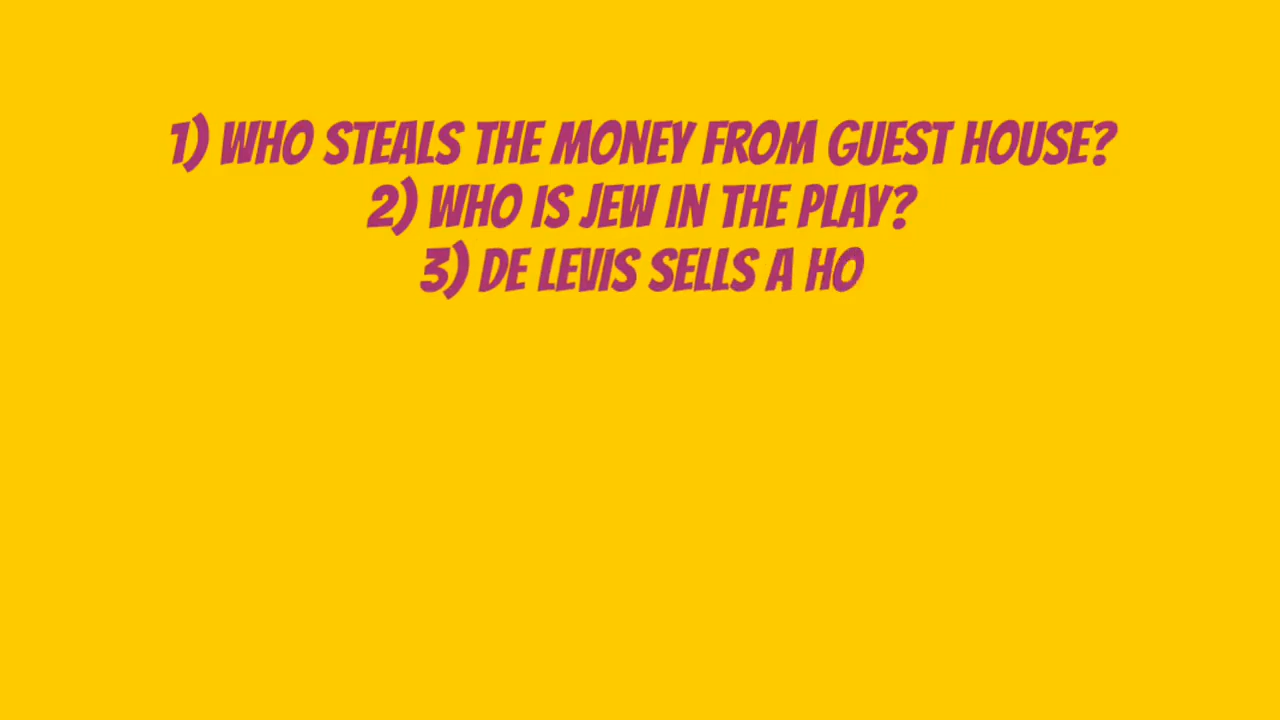 1) WHO STEALS THE MONEY FROM GUEST HOUSE?
2) WHO IS JEW IN THE PLAY?
3) DE LEVIS SELLS A HO